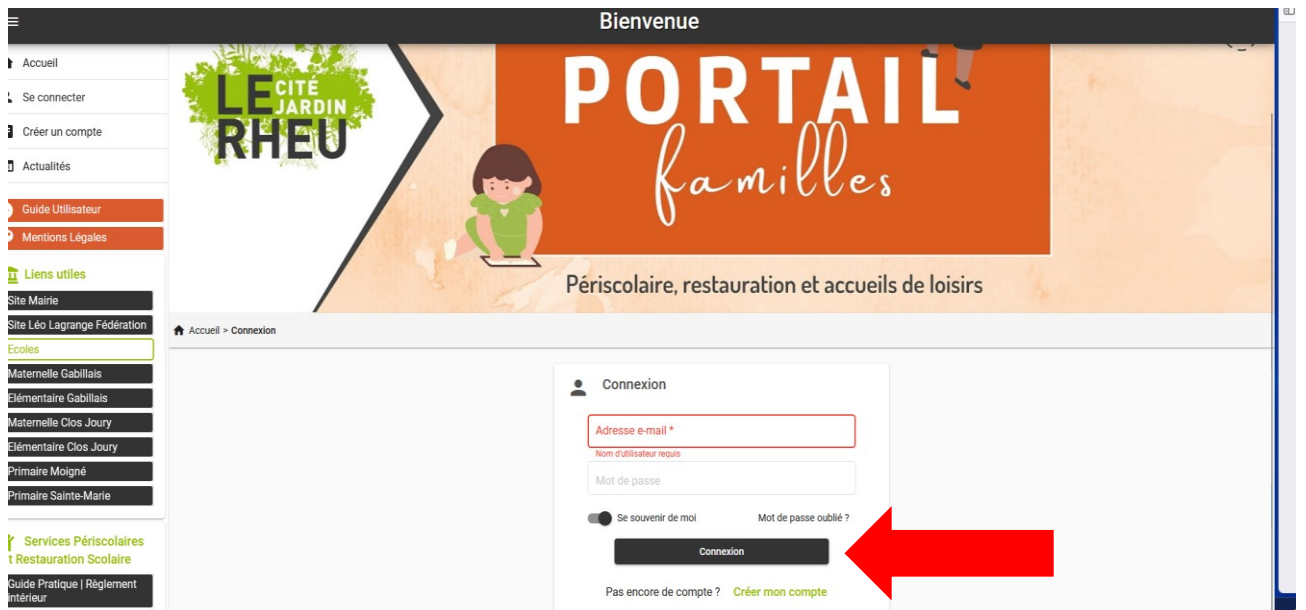 Bienvenue
Accueil
Se connecter
Créer un compte
Actualités
Guide Utilisateur
Mentions Légales
Liens utiles
Site Mairie
Site Léo Lagrange Fédération
Ecoles
Maternelle Gabillais
Elémentaire Gabillais
Maternelle Clos Joury
Elémentaire Clos Joury
Primaire Moigné
Primaire Sainte-Marie
Services Périscolaires
t Restauration Scolaire
Guide Pratique | Règlement
intérieur
LE CITÉ
JARDIN
RHEU
PORTAIL
familles
Périscolaire, restauration et accueils de loisirs
Accueil > Connexion
Connexion
Adresse e-mail *
Nom d'utilisateur requis
Mot de passe
Se souvenir de moi
Mot de passe oublié ?
Connexion
Pas encore de compte ? Créer mon compte